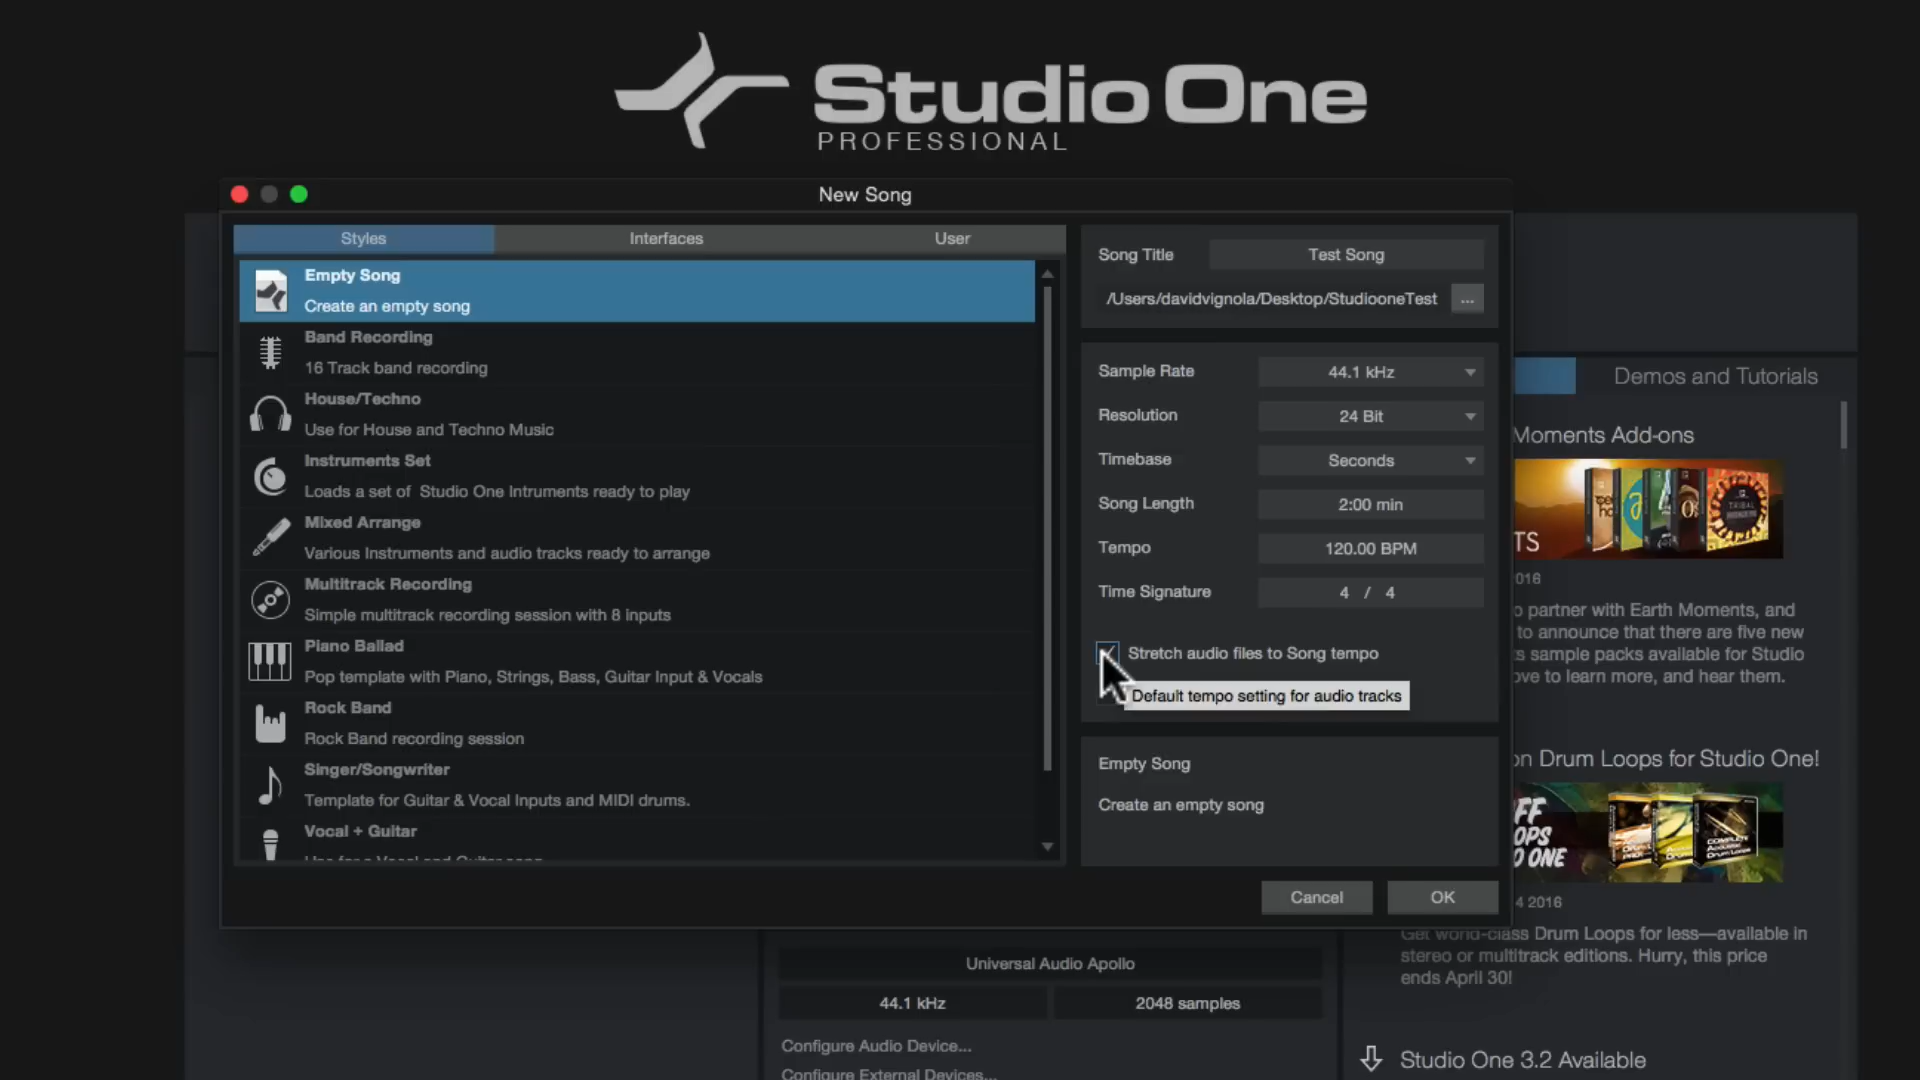 Studio One
PROFESSIONAL
New Song
Styles
Interfaces
User
Empty Song
Create an empty song
Band Recording
16 Track band recording
House/Techno
Use for House and Techno Music
Instruments Set
Loads a set of Studio One Intruments ready to play
Mixed Arrange
Various Instruments and audio tracks ready to arrange
Multitrack Recording
Simple multitrack recording session with 8 inputs
Piano Ballad
Pop template with Piano, Strings, Bass, Guitar Input & Vocals
Rock Band
Rock Band recording session
Singer/Songwriter
Template for Guitar & Vocal Inputs and MIDI drums.
Vocal + Guitar
Song Title
Test Song
/Users/davidvignola/Desktop/StudiooneTest
...
Sample Rate
44.1 kHz
Resolution
24 Bit
Timebase
Seconds
Song Length
2:00 min
Tempo
120.00 BPM
Time Signature
4 / 4
Stretch audio files to Song tempo
Default tempo setting for audio tracks
Empty Song
Create an empty song
Cancel
OK
Demos and Tutorials
Moments Add-ons
TS
TRIBAL
016
o partner with Earth Moments, and
to announce that there are five new
s sample packs available for Studio
ove to learn more, and hear them.
on Drum Loops for Studio One!
FF
OPS
O ONE
4 2016
Get world-class Drum Loops for less—available in
stereo or multitrack editions. Hurry, this price
ends April 30!
Studio One 3.2 Available
Universal Audio Apollo
44.1 kHz
2048 samples
Configure Audio Device...
Configure External Devices...